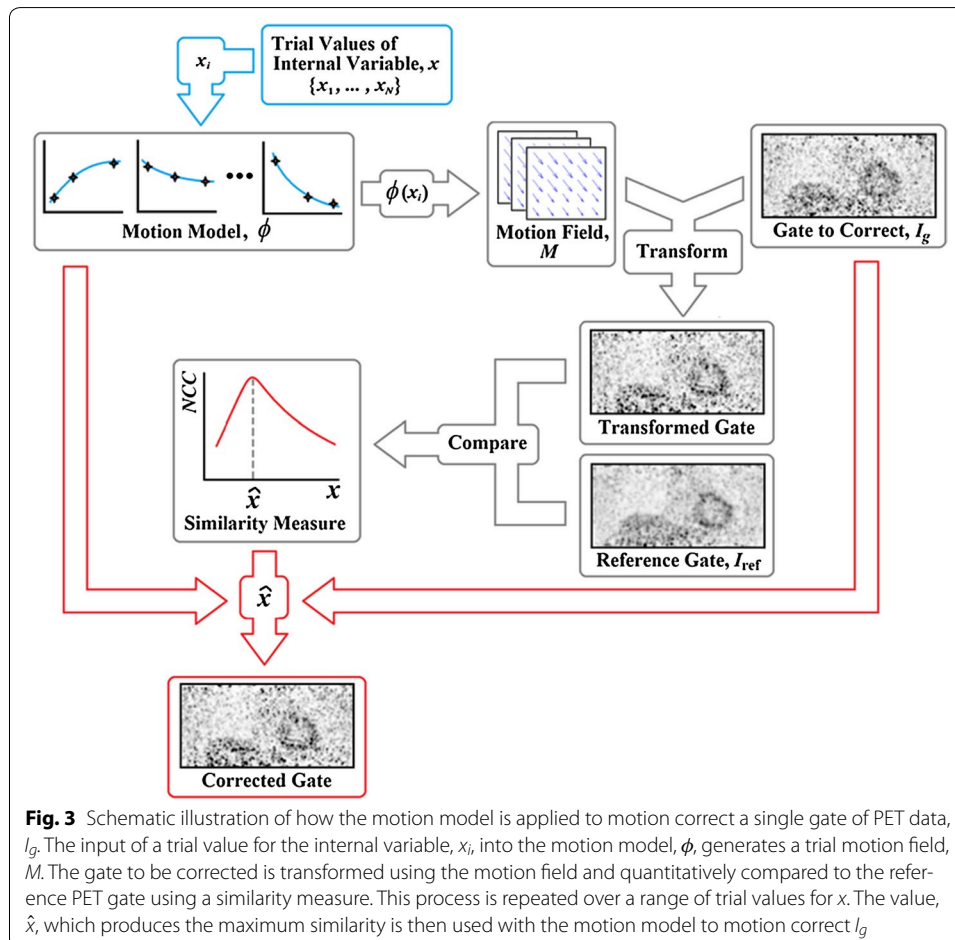 Trial Values of
Internal Variable, x
{x₁, ... , x_N}
x_i
Motion Model, ϕ
ϕ(x_i)
Motion Field,
M
Gate to Correct, I_g
Transform
Transformed Gate
Compare
Reference Gate, I_ref
NCC
x̂
x
Similarity Measure
x̂
Corrected Gate
Fig. 3 Schematic illustration of how the motion model is applied to motion correct a single gate of PET data,
I_g. The input of a trial value for the internal variable, x_i, into the motion model, ϕ, generates a trial motion field,
M. The gate to be corrected is transformed using the motion field and quantitatively compared to the refer-
ence PET gate using a similarity measure. This process is repeated over a range of trial values for x. The value,
x̂, which produces the maximum similarity is then used with the motion model to motion correct I_g